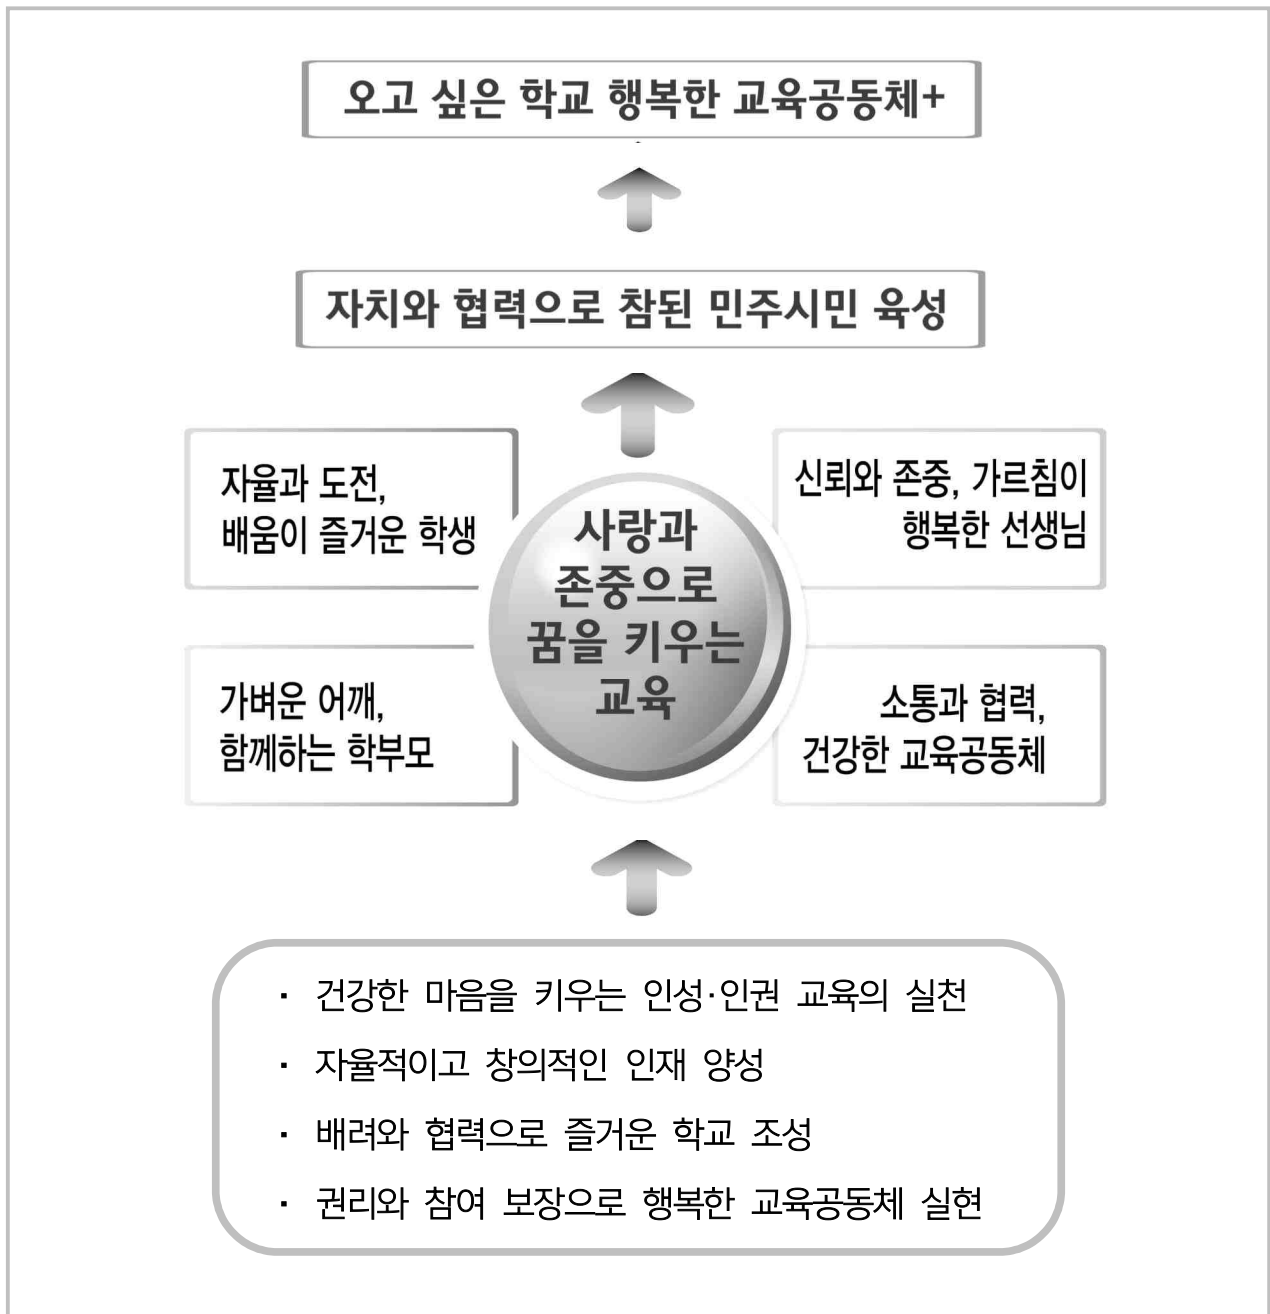 오고 싶은 학교 행복한 교육공동체+
자치와 협력으로 참된 민주시민 육성
자율과 도전,
배움이 즐거운 학생
신뢰와 존중, 가르침이
행복한 선생님
사랑과
존중으로
꿈을 키우는
교육
가벼운 어깨,
함께하는 학부모
소통과 협력,
건강한 교육공동체
· 건강한 마음을 키우는 인성·인권 교육의 실천
· 자율적이고 창의적인 인재 양성
· 배려와 협력으로 즐거운 학교 조성
· 권리와 참여 보장으로 행복한 교육공동체 실현